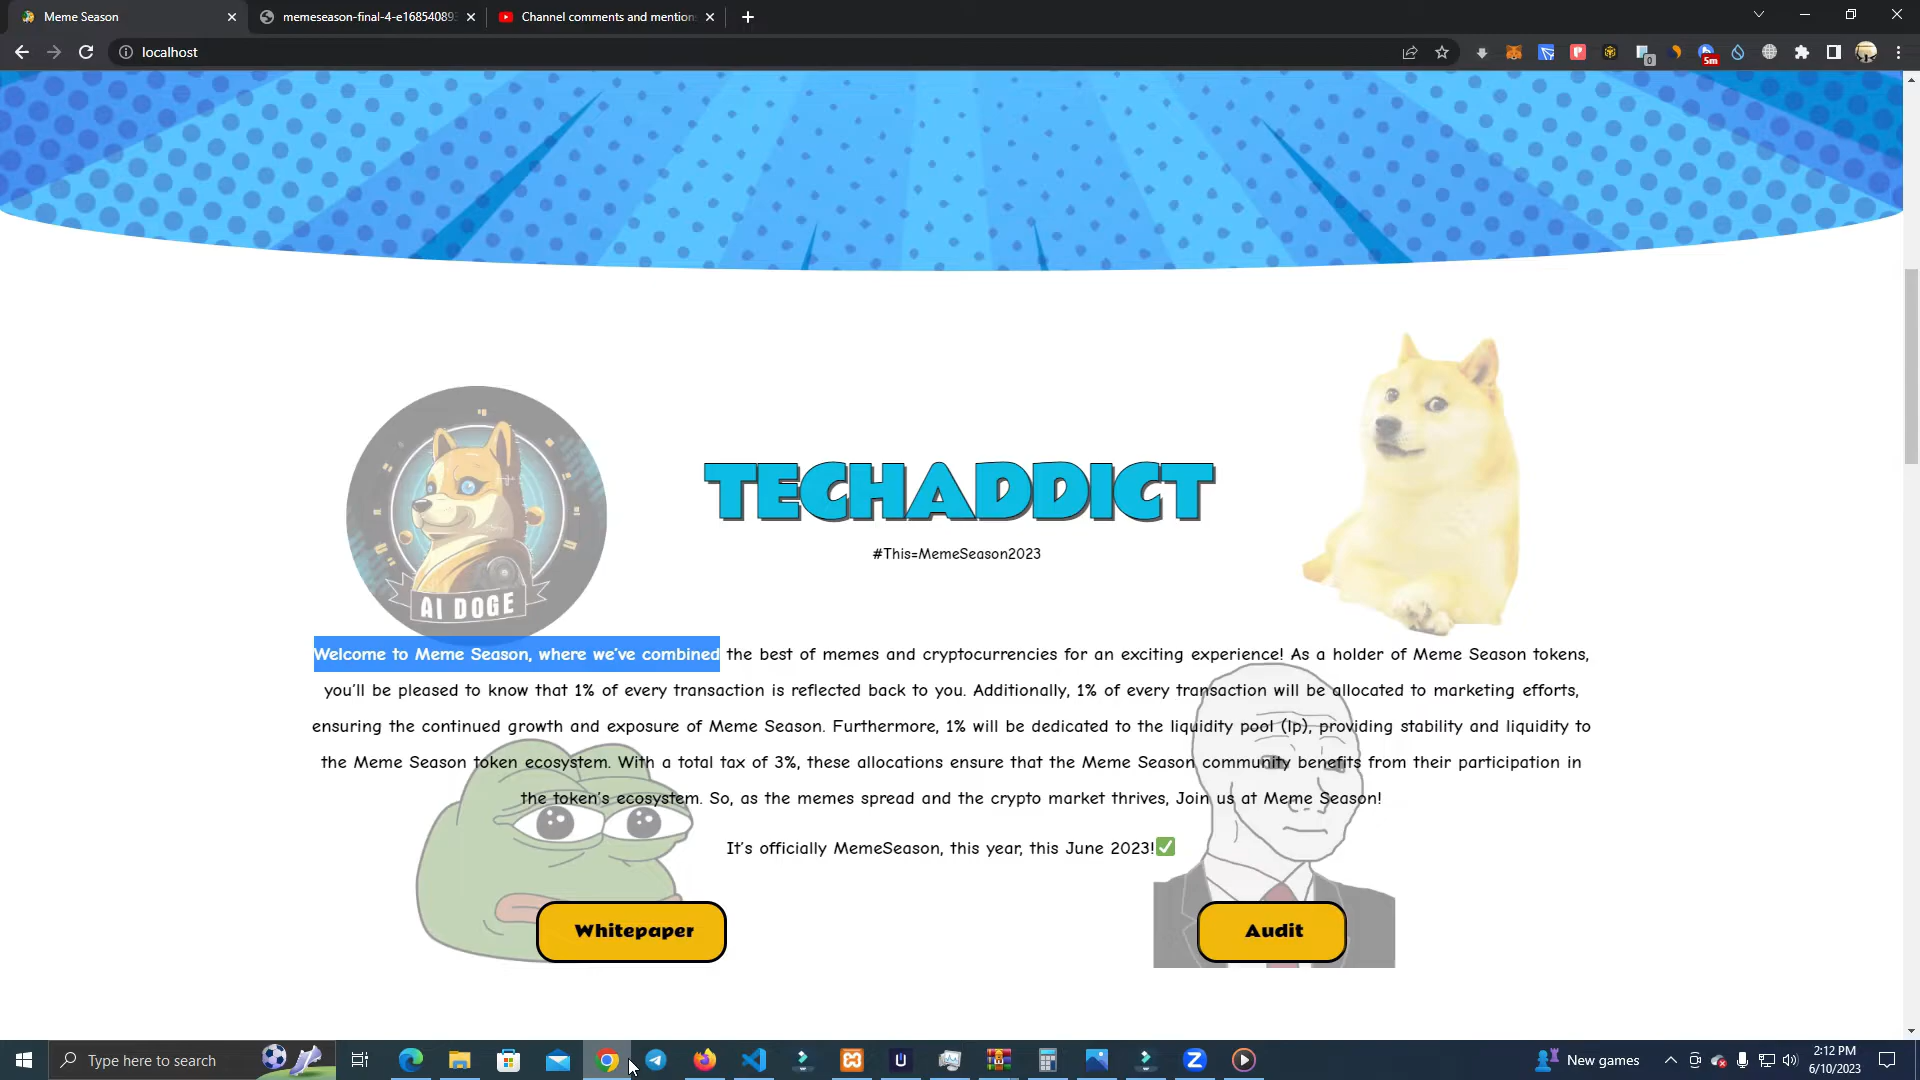 Meme Season
memeseason-final-4-e16854089
Channel comments and mention
localhost
0
5m
AI DOGE
TECHADDICT
#This=MemeSeason2023
Welcome to Meme Season, where we've combined the best of memes and cryptocurrencies for an exciting experience! As a holder of Meme Season tokens,
you'll be pleased to know that 1% of every transaction is reflected back to you. Additionally, 1% of every transaction will be allocated to marketing efforts,
ensuring the continued growth and exposure of Meme Season. Furthermore, 1% will be dedicated to the liquidity pool (lp), providing stability and liquidity to
the Meme Season token ecosystem. With a total tax of 3%, these allocations ensure that the Meme Season community benefits from their participation in
the token's ecosystem. So, as the memes spread and the crypto market thrives, Join us at Meme Season!
It's officially MemeSeason, this year, this June 2023!✅
Whitepaper
Audit
Type here to search
New games
2:12 PM
6/10/2023